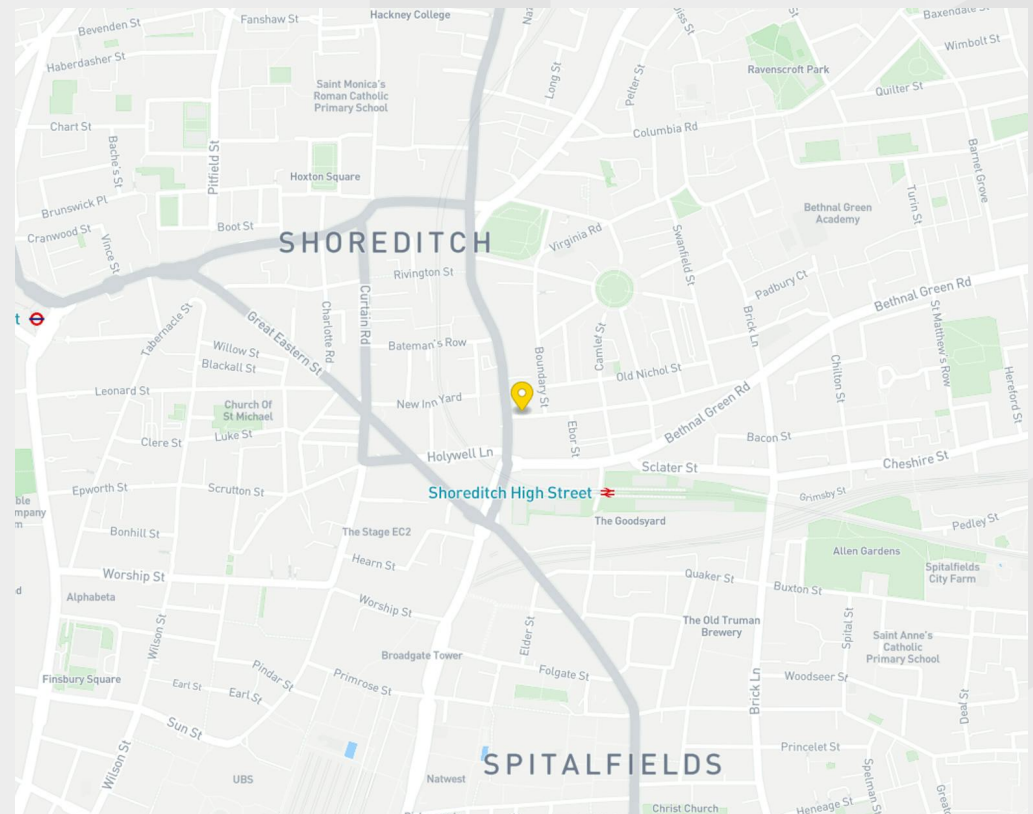 Hackney College
Fanshaw St
Bevenden St
Baxendale St
Wimbolt St
Haberdasher St
Long St
Pelter St
Ravenscroft Park
Saint Monica's
Roman Catholic
Primary School
Quilter St
Chart St
Bache's St
Pitfield St
Columbia Rd
Barnet Grove
Hoxton Square
Turin St
Brunswick Pl
Bethnal Green
Academy
Boot St
Cranwood St
Vince St
SHOREDITCH
Virginia Rd
Swanfield St
Rivington St
Padbury Ct
Bethnal Green Rd
t
Tabernacle St
Great Eastern St
Charlotte Rd
Curtain Rd
Brick Ln
St Matthew's Row
Camlet St
Bateman's Row
Willow St
Blackall St
Boundary St
Old Nichol St
Chilton St
Hereford St
Leonard St
New Inn Yard
Church Of
St Michael
Bethnal Green Rd
Luke St
Clere St
Ebor St
Bacon St
Holywell Ln
Sclater St
Cheshire St
Epworth St
Scrutton St
Shoreditch High Street
Grimsby St
ble
mpany
m
The Goodsyard
Pedley St
Bonhill St
The Stage EC2
Allen Gardens
Hearn St
Spitalfields
City Farm
Worship St
Quaker St
Buxton St
d
Alphabeta
Worship St
Wilson St
Elder St
The Old Truman
Brewery
Spital St
Saint Anne's
Catholic
Primary School
Broadgate Tower
Folgate St
Finsbury Square
Earl St
Earl St
Pindar St
Primrose St
Woodseer St
Brick Ln
Deal St
Sun St
Princelet St
Wilson St
SPITALFIELDS
UBS
Natwest
Spelman St
Christ Church
Heneage St